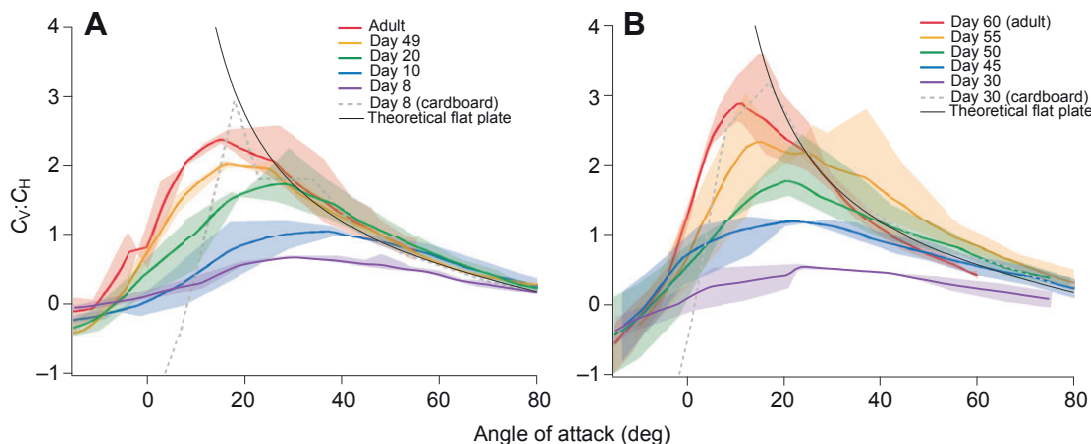 A
Adult
Day 49
Day 20
Day 10
Day 8
Day 8 (cardboard)
Theoretical flat plate
B
Day 60 (adult)
Day 55
Day 50
Day 45
Day 30
Day 30 (cardboard)
Theoretical flat plate
4
3
2
1
0
–1
4
3
2
1
0
–1
CV:CH
0 20 40 60 80
0 20 40 60 80
Angle of attack (deg)